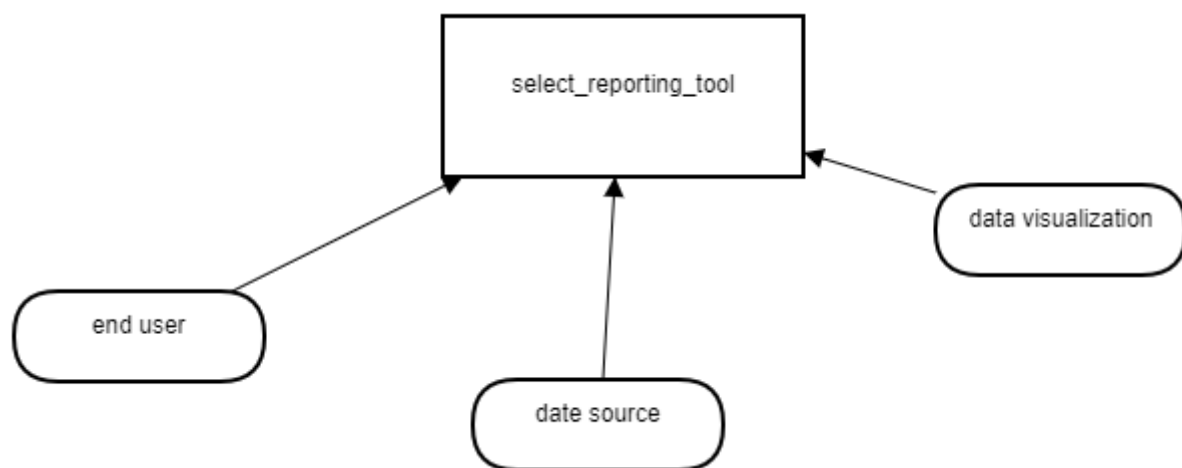 select_reporting_tool
data visualization
end user
date source